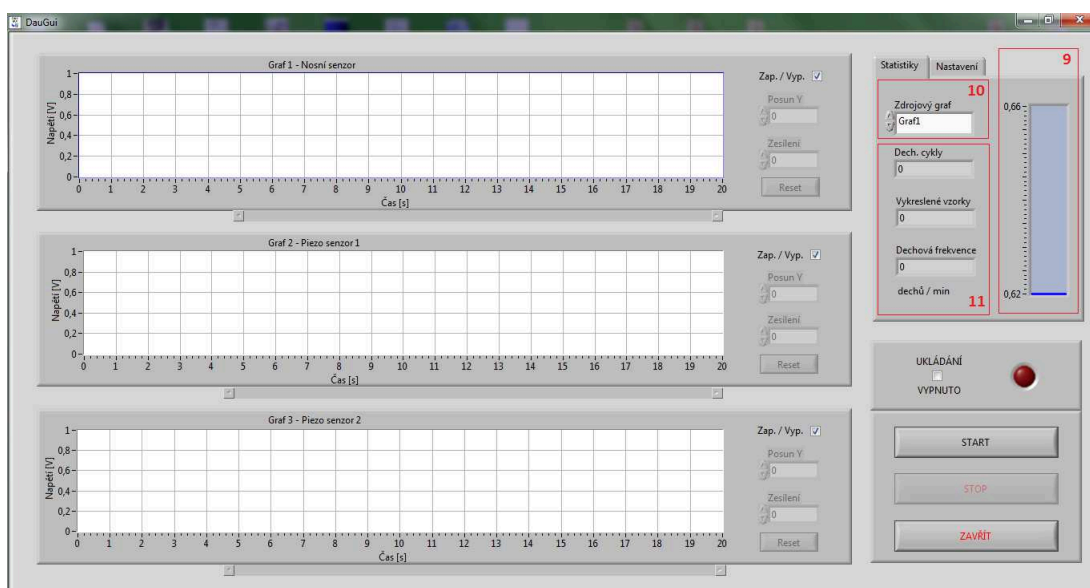 DauGui
Graf 1 - Nosní senzor
Napětí [V]
1
0,8
0,6
0,4
0,2
0
0 1 2 3 4 5 6 7 8 9 10 11 12 13 14 15 16 17 18 19 20
Čas [s]
Zap. / Vyp.
Posun Y
0
Zesílení
0
Reset
Graf 2 - Piezo senzor 1
Napětí [V]
1
0,8
0,6
0,4
0,2
0
0 1 2 3 4 5 6 7 8 9 10 11 12 13 14 15 16 17 18 19 20
Čas [s]
Zap. / Vyp.
Posun Y
0
Zesílení
0
Reset
Graf 3 - Piezo senzor 2
Napětí [V]
1
0,8
0,6
0,4
0,2
0
0 1 2 3 4 5 6 7 8 9 10 11 12 13 14 15 16 17 18 19 20
Čas [s]
Zap. / Vyp.
Posun Y
0
Zesílení
0
Reset
Statistiky Nastavení
9
10
Zdrojový graf
Graf1
0,66
Dech. cykly
0
Vykreslené vzorky
0
Dechová frekvence
0
dechů / min
11
0,62
UKLÁDÁNÍ
VYPNUTO
START
STOP
ZAVŘÍT